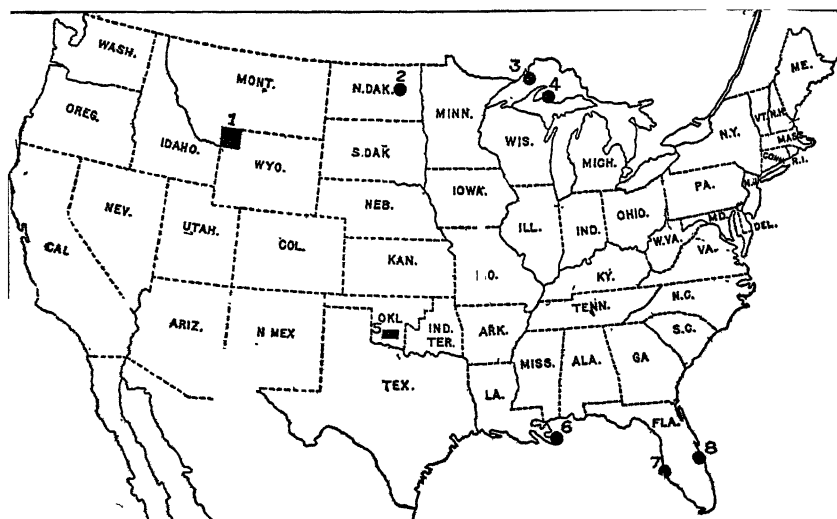 WASH.
MONT.
N.DAK.
2
3
4
ME.
OREG.
1
IDAHO.
WYO.
S.DAK
MINN.
WIS.
MICH.
N.Y.
VT.
N.H.
MASS.
CONN.
R.I.
NEV.
UTAH.
COL.
NEB.
IOWA.
ILL.
IND.
OHIO.
PA.
N.J.
MD.
DEL.
CAL
KAN.
W.VA.
VA.
KY.
ARIZ.
N MEX
OKL
5
IND.
TER.
ARK.
TENN.
N.C.
S.C.
TEX.
LA.
MISS.
ALA.
GA
FLA.
6
7
8